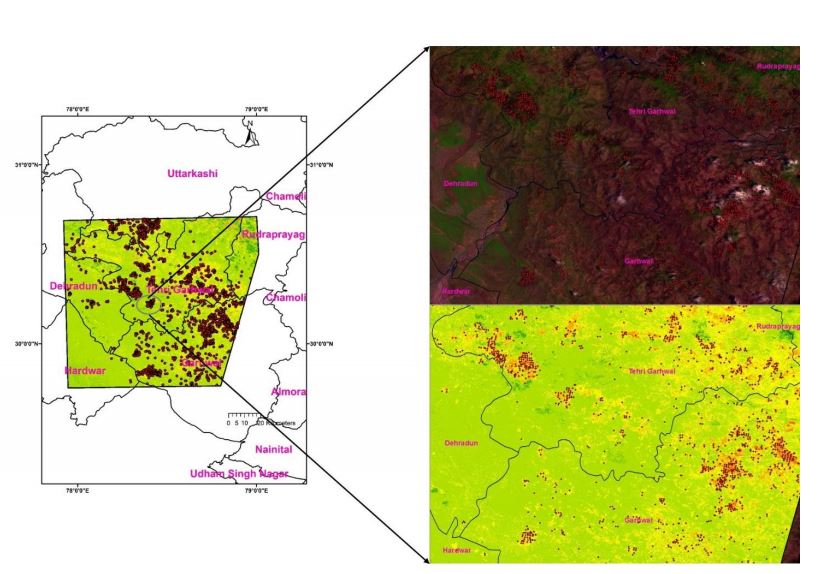 78°0'0"E 79°0'0"E
N
31°0'0"N 31°0'0"N
Uttarkashi
Chamoli
Rudraprayag
Dehradun
Tehri Garhwal
Chamoli
30°0'0"N 30°0'0"N
Garhwal
Hardwar
Almora
0 5 10 20 Kilometers
Nainital
Udham Singh Nagar
78°0'0"E 79°0'0"E
Rudraprayag
Tehri Garhwal
Dehradun
Garhwal
Hardwar
Rudraprayag
Tehri Garhwal
Dehradun
Garhwal
Hardwar